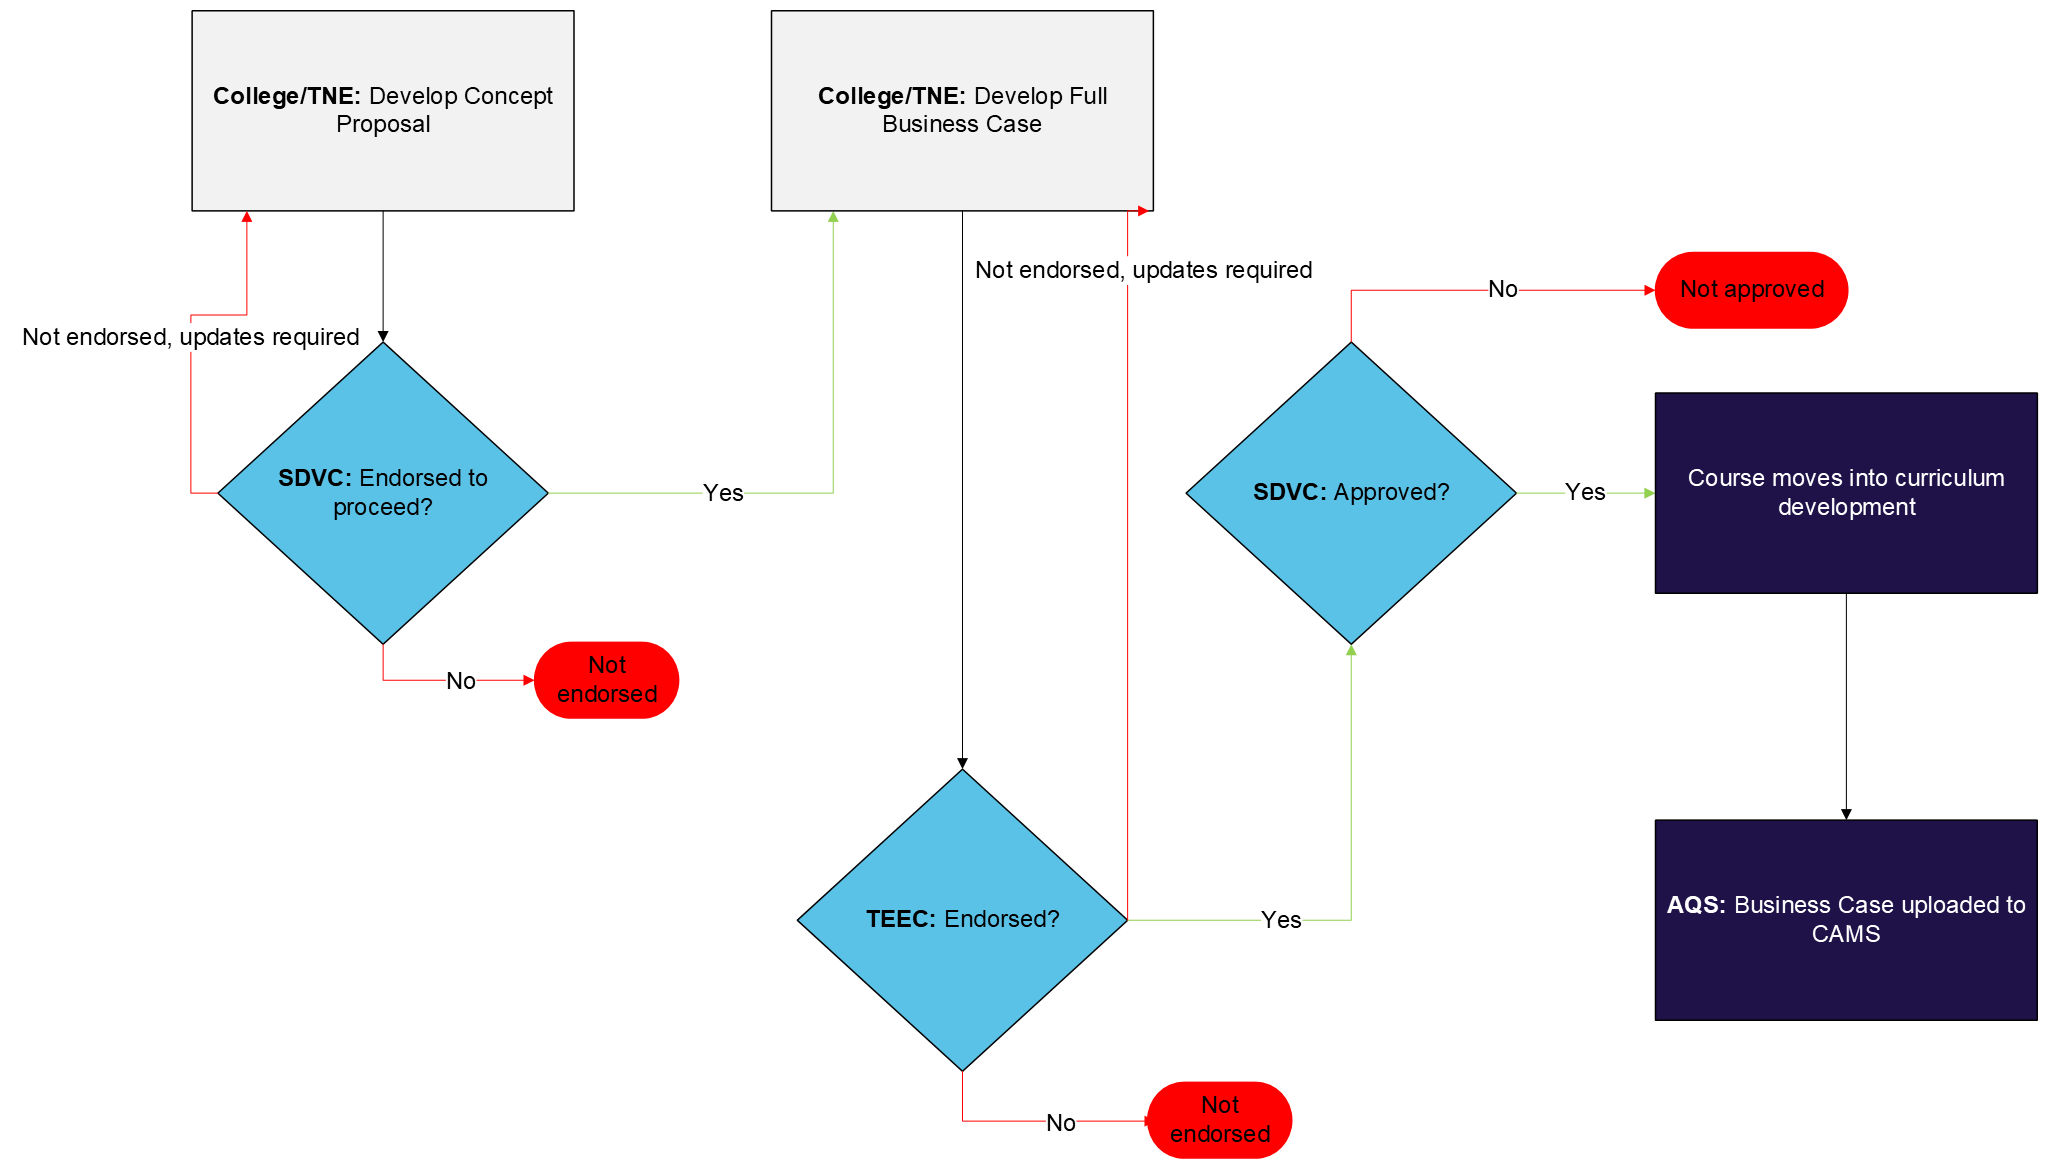 College/TNE: Develop Concept
Proposal
College/TNE: Develop Full
Business Case
Not endorsed, updates required
Not endorsed, updates required
No
Not approved
SDVC: Endorsed to
proceed?
Yes
SDVC: Approved?
Yes
Course moves into curriculum
development
No
Not
endorsed
TEEC: Endorsed?
Yes
AQS: Business Case uploaded to
CAMS
No
Not
endorsed